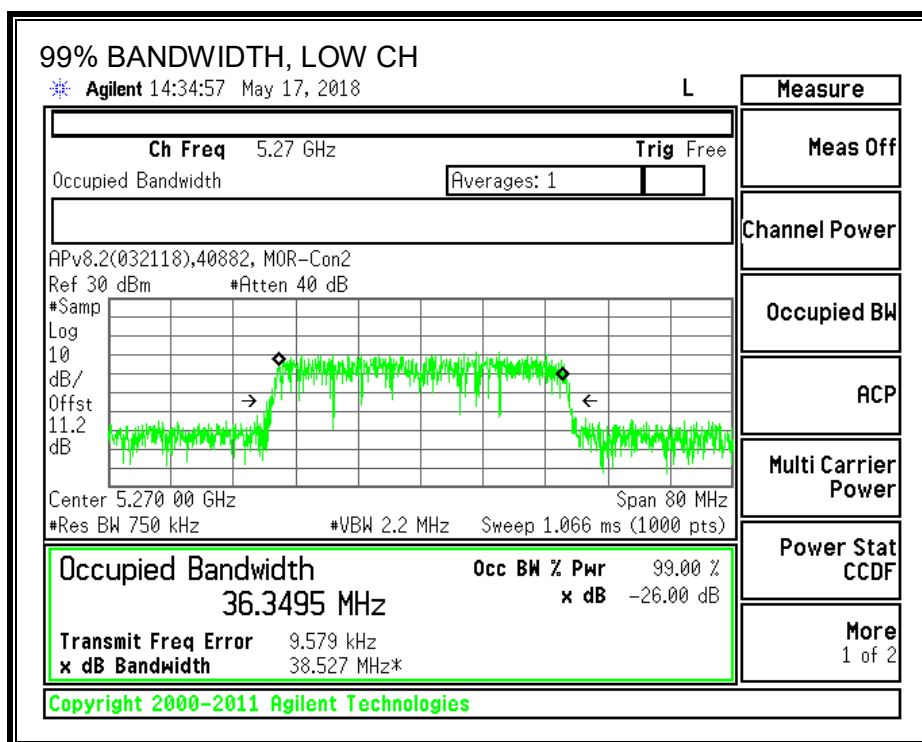 99% BANDWIDTH, LOW CH
Agilent 14:34:57 May 17, 2018 L
Measure
Ch Freq 5.27 GHz Trig Free
Meas Off
Occupied Bandwidth Averages: 1
Channel Power
APv8.2(032118),40882, MOR-Con2
Ref 30 dBm #Atten 40 dB
#Samp
Log
10
dB/
Offst
11.2
dB
Occupied BW
ACP
Multi Carrier
Power
Center 5.270 00 GHz Span 80 MHz
#Res BW 750 kHz #VBW 2.2 MHz Sweep 1.066 ms (1000 pts)
Power Stat
CCDF
Occupied Bandwidth Occ BW % Pwr 99.00 %
36.3495 MHz x dB -26.00 dB
Transmit Freq Error 9.579 kHz
x dB Bandwidth 38.527 MHz*
More
1 of 2
Copyright 2000-2011 Agilent Technologies